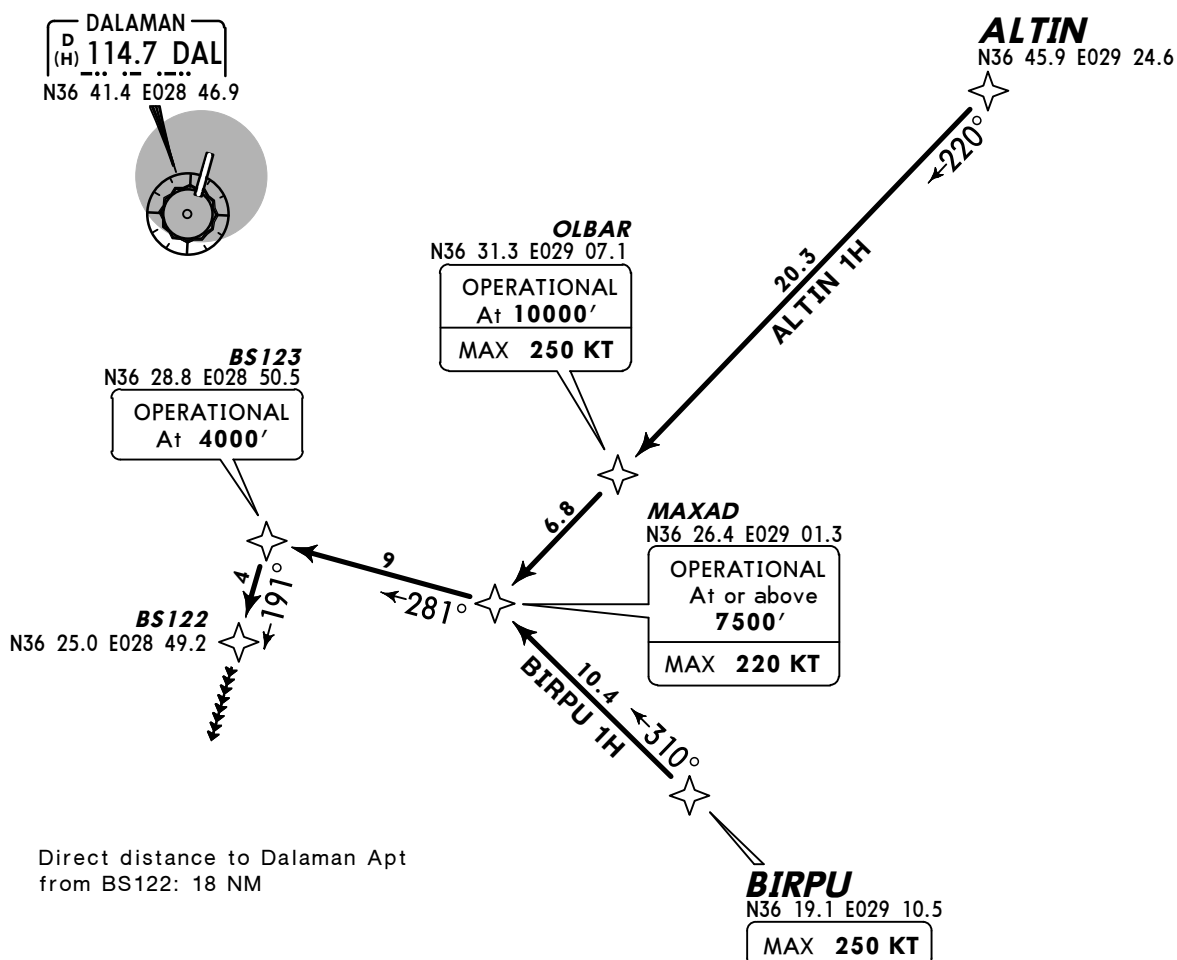 DALAMAN
D
(H) 114.7 DAL
N36 41.4 E028 46.9
ALTIN
N36 45.9 E029 24.6
←220°
20.3
ALTIN 1H
OLBAR
N36 31.3 E029 07.1
OPERATIONAL
At 10000′
MAX 250 KT
6.8
BS123
N36 28.8 E028 50.5
OPERATIONAL
At 4000′
MAXAD
N36 26.4 E029 01.3
OPERATIONAL
At or above
7500′
MAX 220 KT
9
←281°
4
←191°
BS122
N36 25.0 E028 49.2
10.4
←310°
BIRPU 1H
BIRPU
N36 19.1 E029 10.5
MAX 250 KT
Direct distance to Dalaman Apt
from BS122: 18 NM